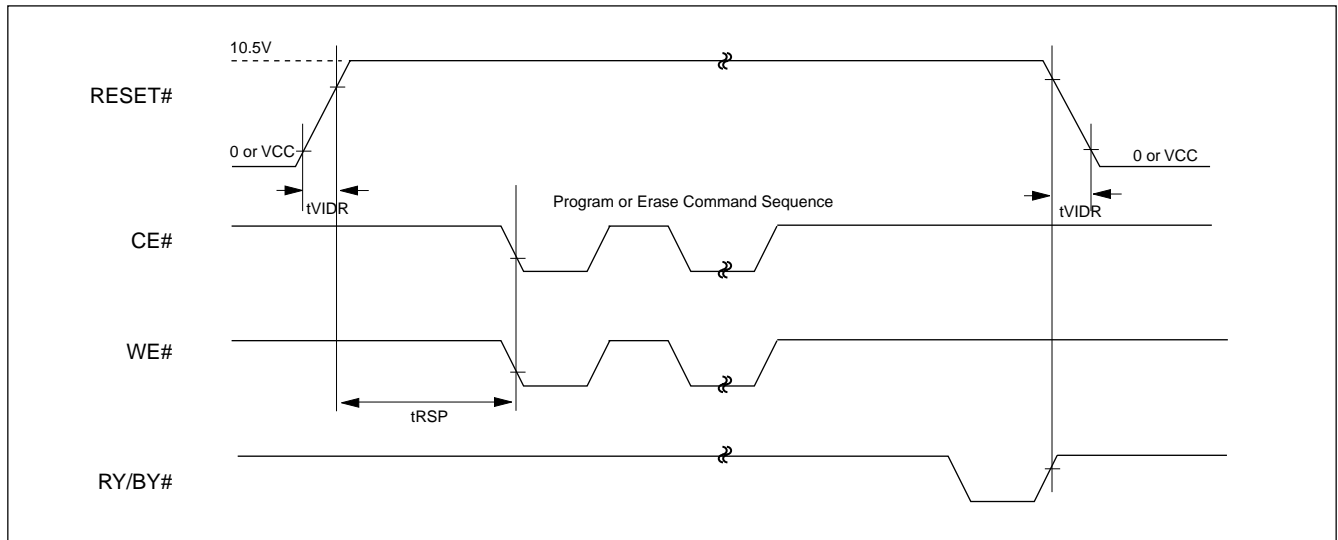 10.5V
RESET#
0 or VCC
0 or VCC
tVIDR
Program or Erase Command Sequence
tVIDR
CE#
WE#
tRSP
RY/BY#